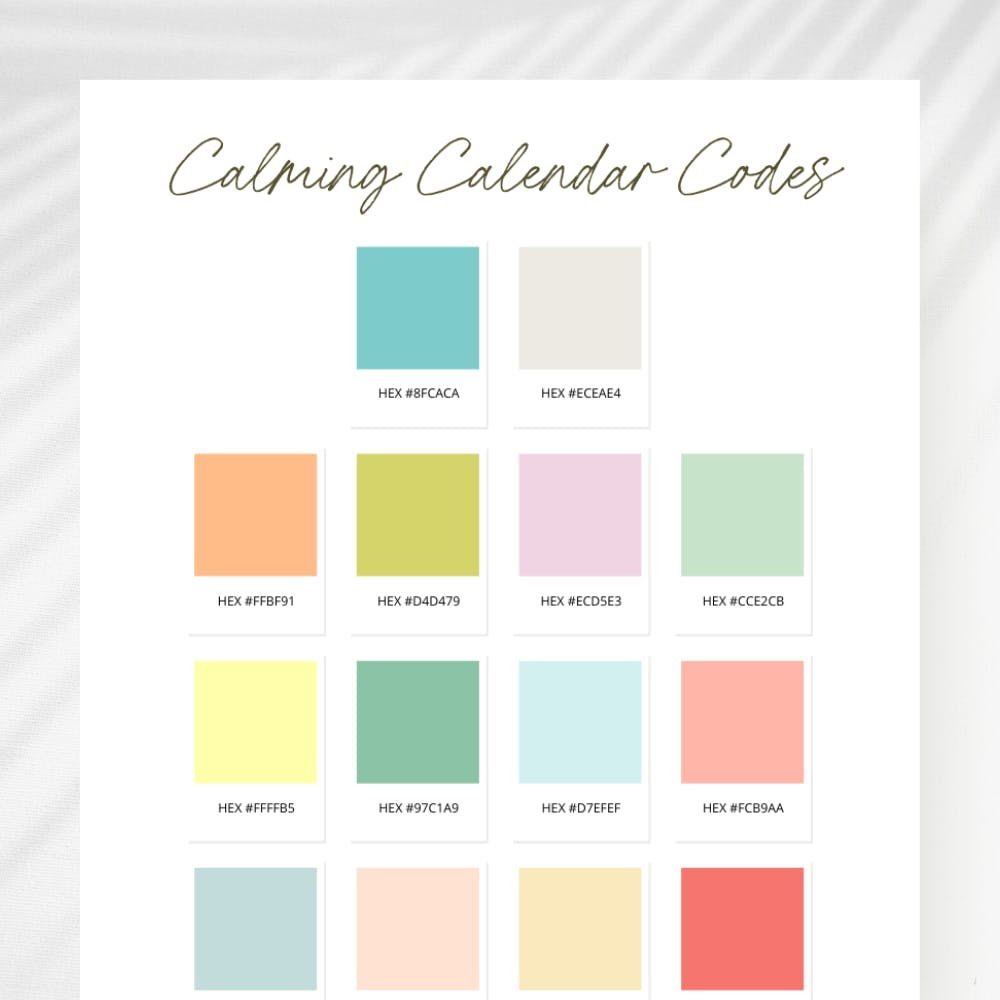 Calming Calendar Codes
HEX #8FCACA
HEX #ECEAE4
HEX #FFBF91
HEX #D4D479
HEX #ECD5E3
HEX #CCE2CB
HEX #FFFFB5
HEX #97C1A9
HEX #D7EFEF
HEX #FCB9AA